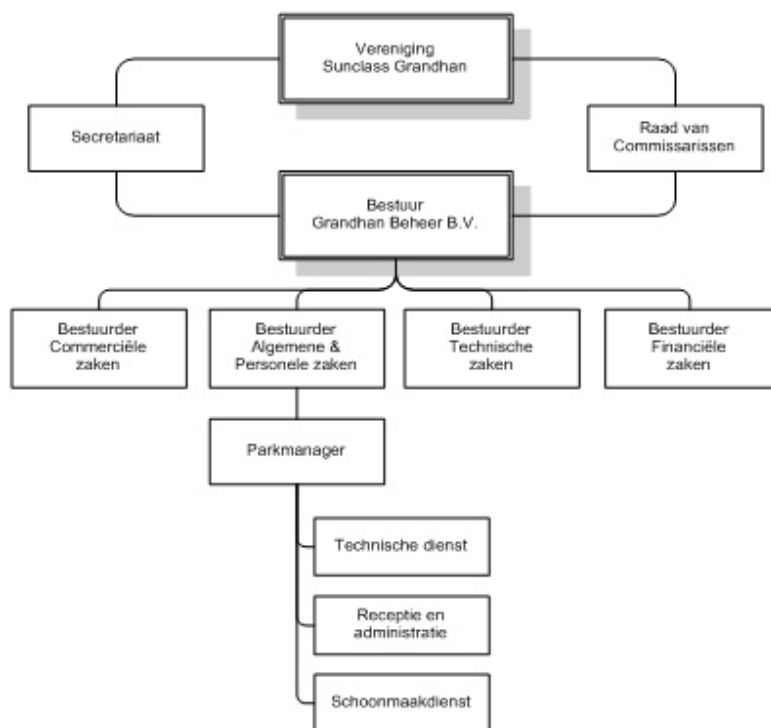 Vereniging
Sunclass Grandhan
Secretariaat
Raad van
Commissarissen
Bestuur
Grandhan Beheer B.V.
Bestuurder
Commerciële
zaken
Bestuurder
Algemene &
Personele zaken
Bestuurder
Technische
zaken
Bestuurder
Financiële
zaken
Parkmanager
Technische dienst
Receptie en
administratie
Schoonmaakdienst